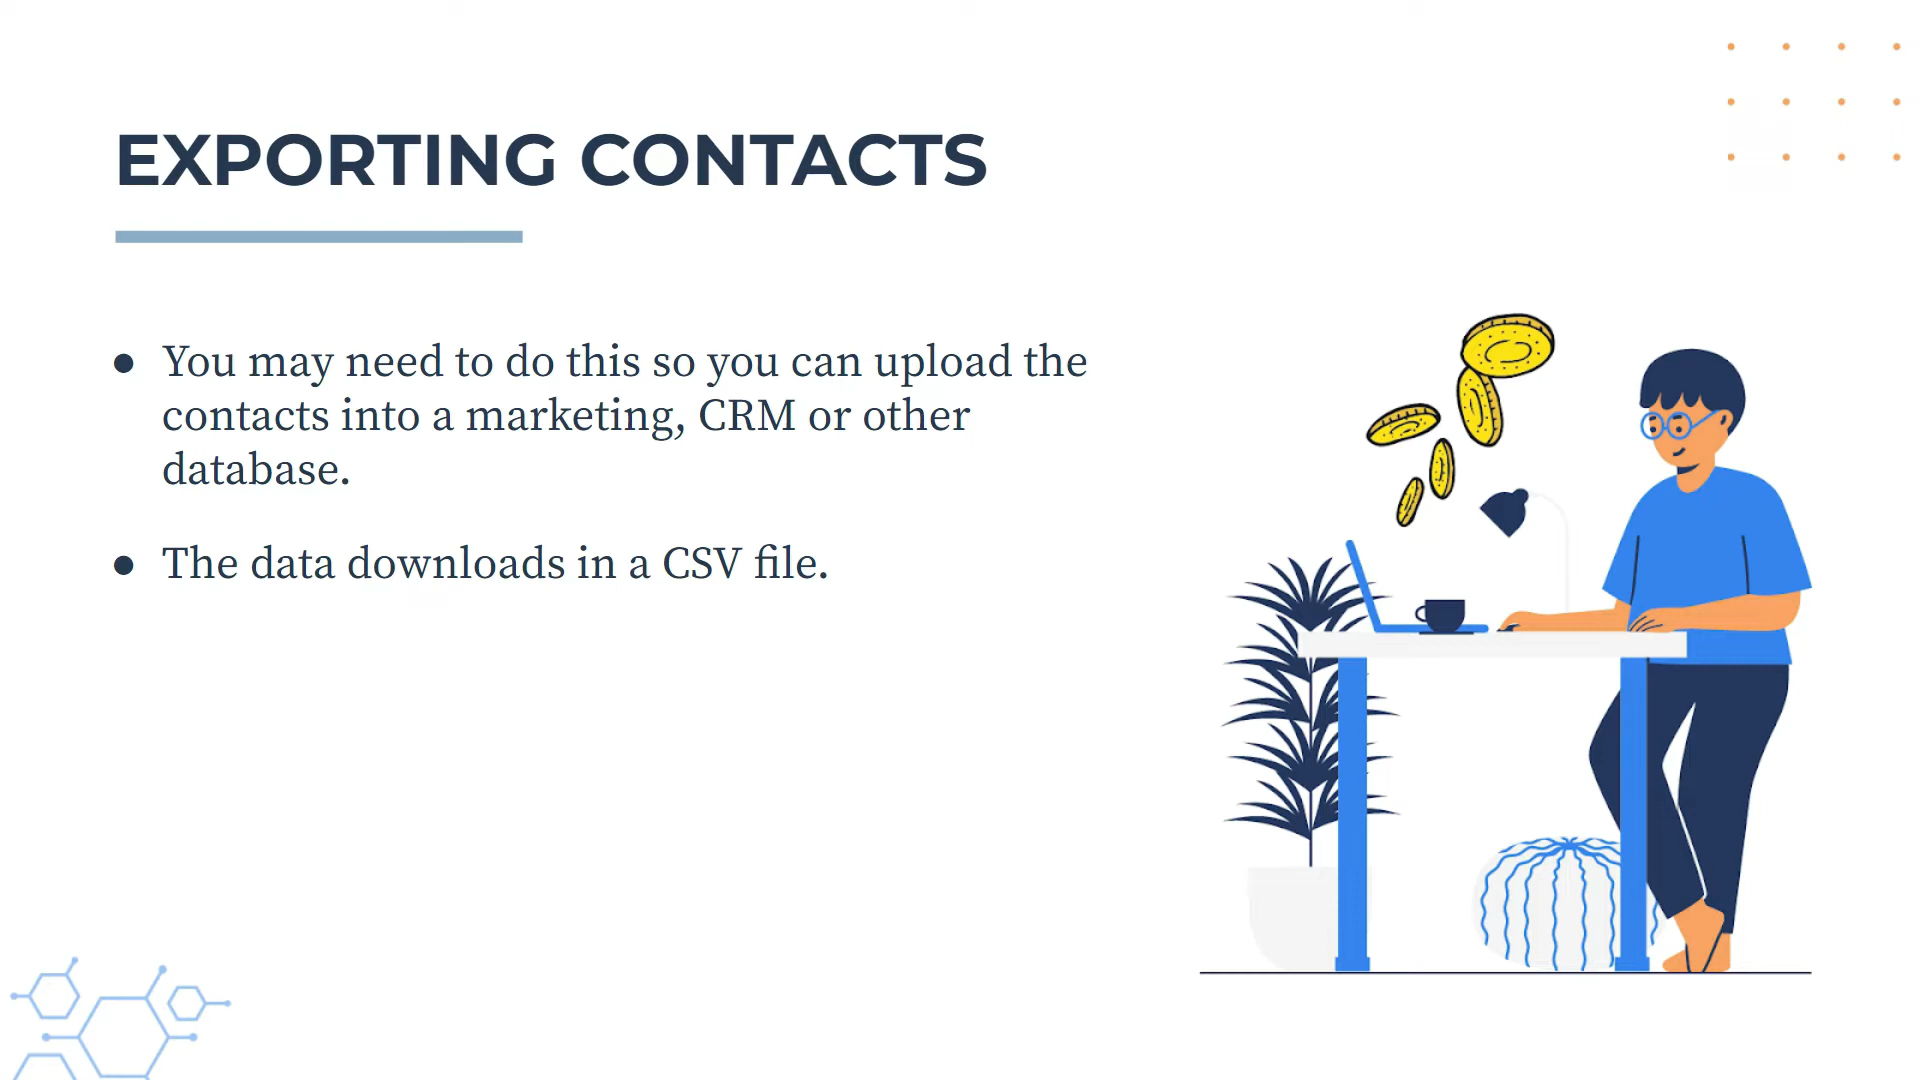 EXPORTING CONTACTS
● You may need to do this so you can upload the
contacts into a marketing, CRM or other
database.
● The data downloads in a CSV file.